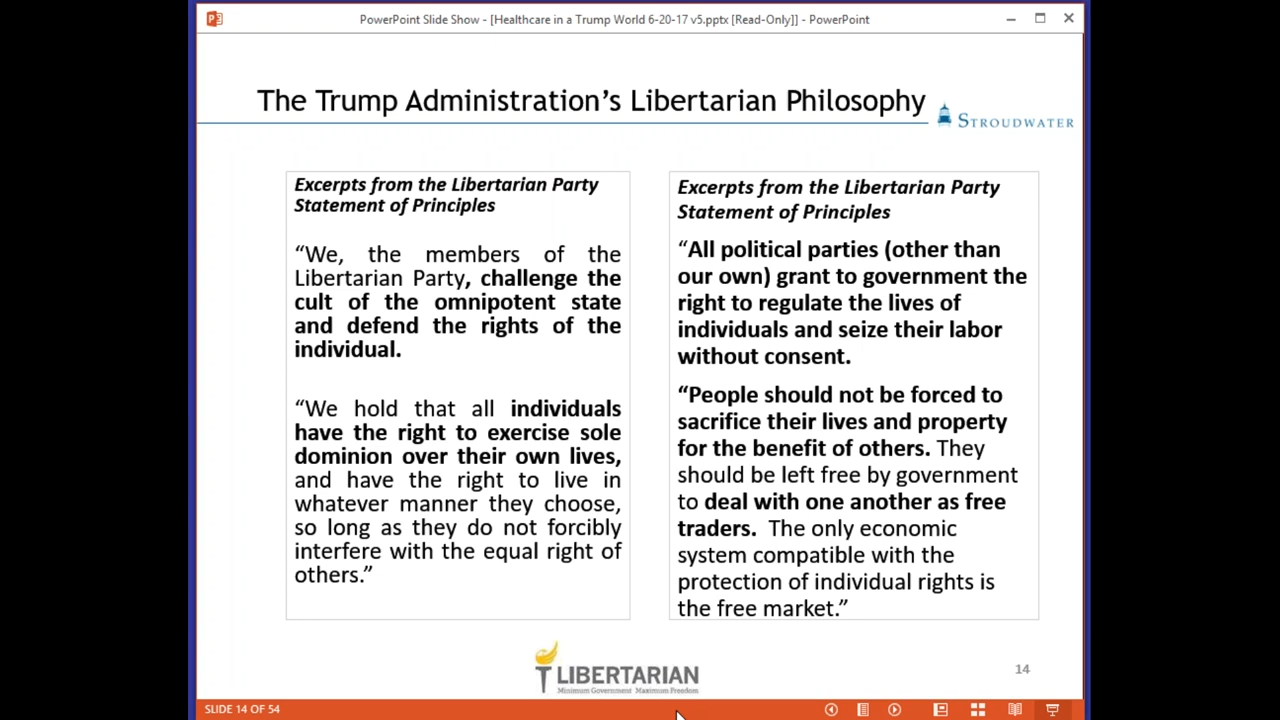 PowerPoint Slide Show - [Healthcare in a Trump World 6-20-17 v5.pptx [Read-Only]] - PowerPoint
The Trump Administration’s Libertarian Philosophy
STROUDWATER
Excerpts from the Libertarian Party
Statement of Principles
“We, the members of the
Libertarian Party, challenge the
cult of the omnipotent state
and defend the rights of the
individual.
“We hold that all individuals
have the right to exercise sole
dominion over their own lives,
and have the right to live in
whatever manner they choose,
so long as they do not forcibly
interfere with the equal right of
others.”
Excerpts from the Libertarian Party
Statement of Principles
“All political parties (other than
our own) grant to government the
right to regulate the lives of
individuals and seize their labor
without consent.
“People should not be forced to
sacrifice their lives and property
for the benefit of others. They
should be left free by government
to deal with one another as free
traders. The only economic
system compatible with the
protection of individual rights is
the free market.”
LIBERTARIAN
Minimum Government Maximum Freedom
14
SLIDE 14 OF 54